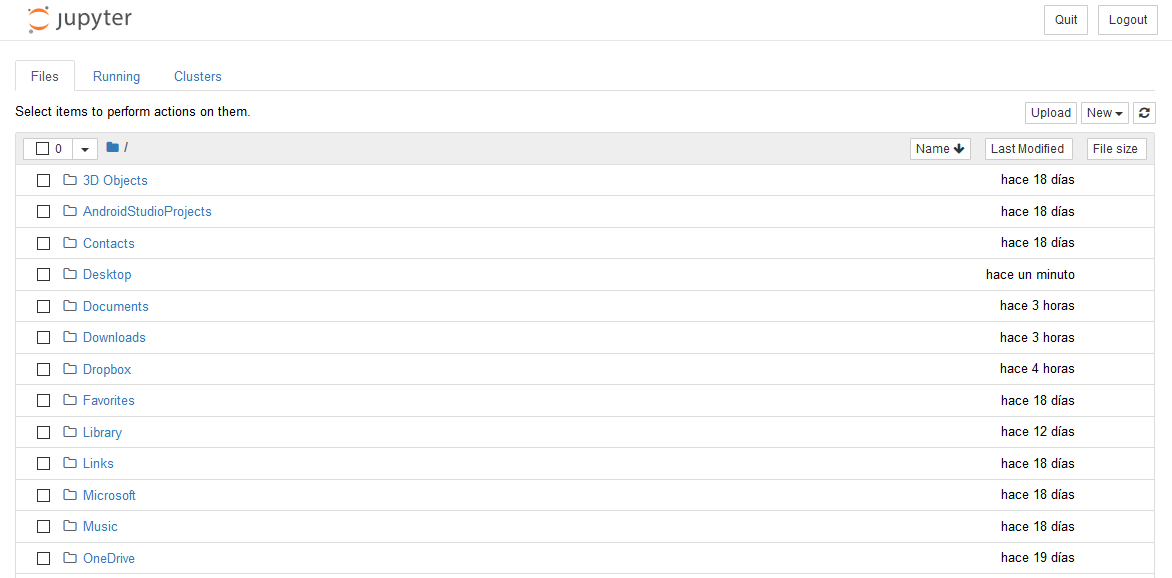 jupyter Quit Logout
Files Running Clusters
Select items to perform actions on them. Upload New
0 / Name Last Modified File size
3D Objects hace 18 días
AndroidStudioProjects hace 18 días
Contacts hace 18 días
Desktop hace un minuto
Documents hace 3 horas
Downloads hace 3 horas
Dropbox hace 4 horas
Favorites hace 18 días
Library hace 12 días
Links hace 18 días
Microsoft hace 18 días
Music hace 18 días
OneDrive hace 19 días